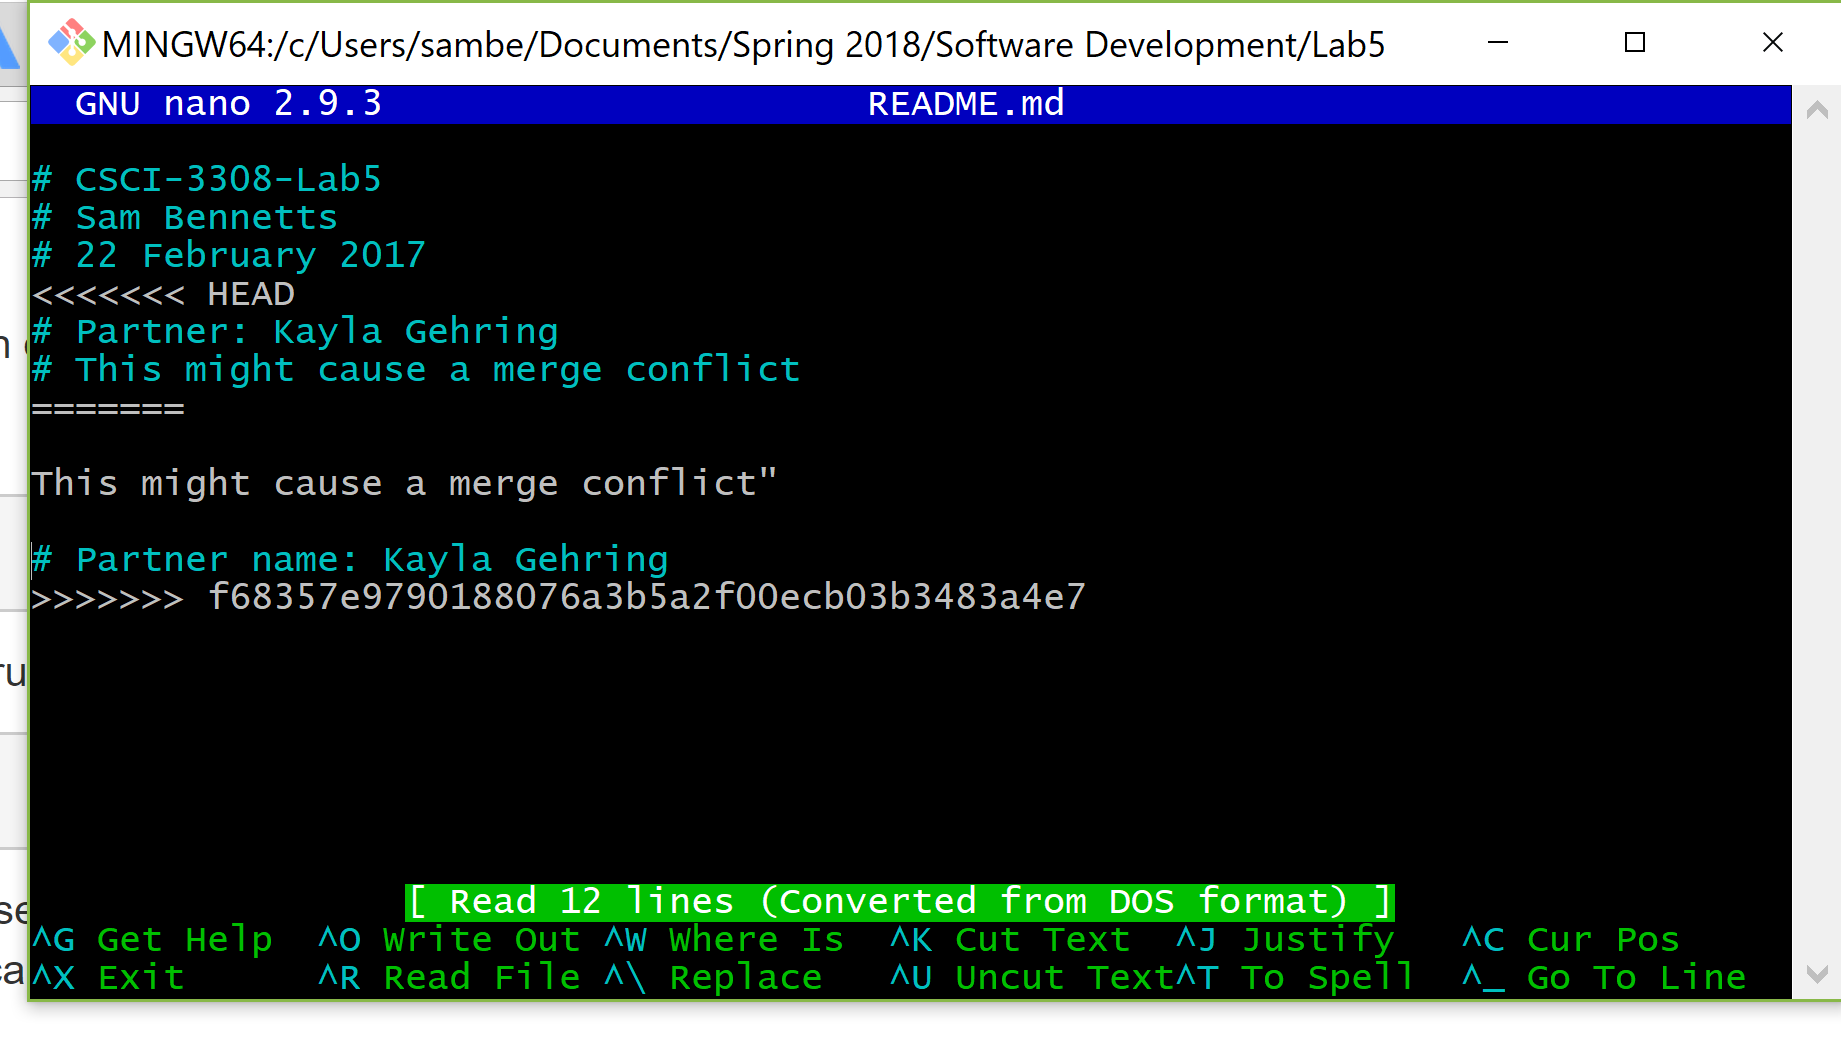 MINGW64:/c/Users/sambe/Documents/Spring 2018/Software Development/Lab5
GNU nano 2.9.3 README.md
# CSCI-3308-Lab5
# Sam Bennetts
# 22 February 2017
<<<<<<< HEAD
# Partner: Kayla Gehring
# This might cause a merge conflict
=======
This might cause a merge conflict"
# Partner name: Kayla Gehring
>>>>>>> f68357e9790188076a3b5a2f00ecb03b3483a4e7
[ Read 12 lines (Converted from DOS format) ]
^G Get Help ^O Write Out ^W Where Is ^K Cut Text ^J Justify ^C Cur Pos
^X Exit ^R Read File ^\ Replace ^U Uncut Text ^T To Spell ^_ Go To Line